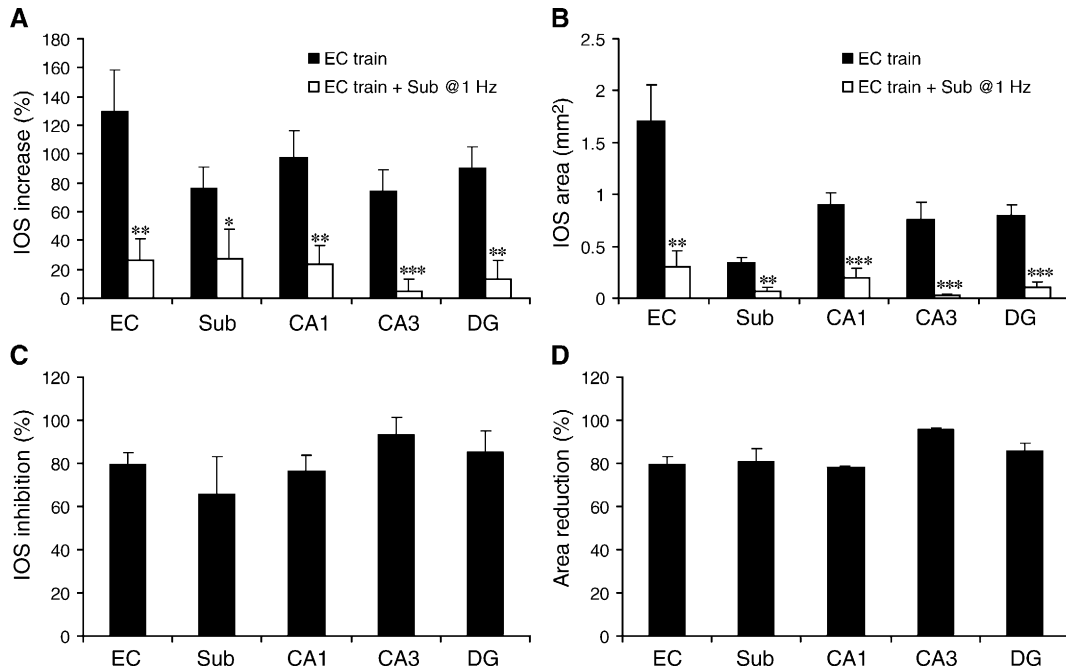 A
IOS increase (%)
180
160
140
120
100
80
60
40
20
0
EC train
EC train + Sub @1 Hz
**
*
**
***
**
EC Sub CA1 CA3 DG
B
IOS area (mm²)
2.5
2
1.5
1
0.5
0
EC train
EC train + Sub @1 Hz
**
**
***
***
***
EC Sub CA1 CA3 DG
C
IOS inhibition (%)
120
100
80
60
40
20
0
EC Sub CA1 CA3 DG
D
Area reduction (%)
120
100
80
60
40
20
0
EC Sub CA1 CA3 DG